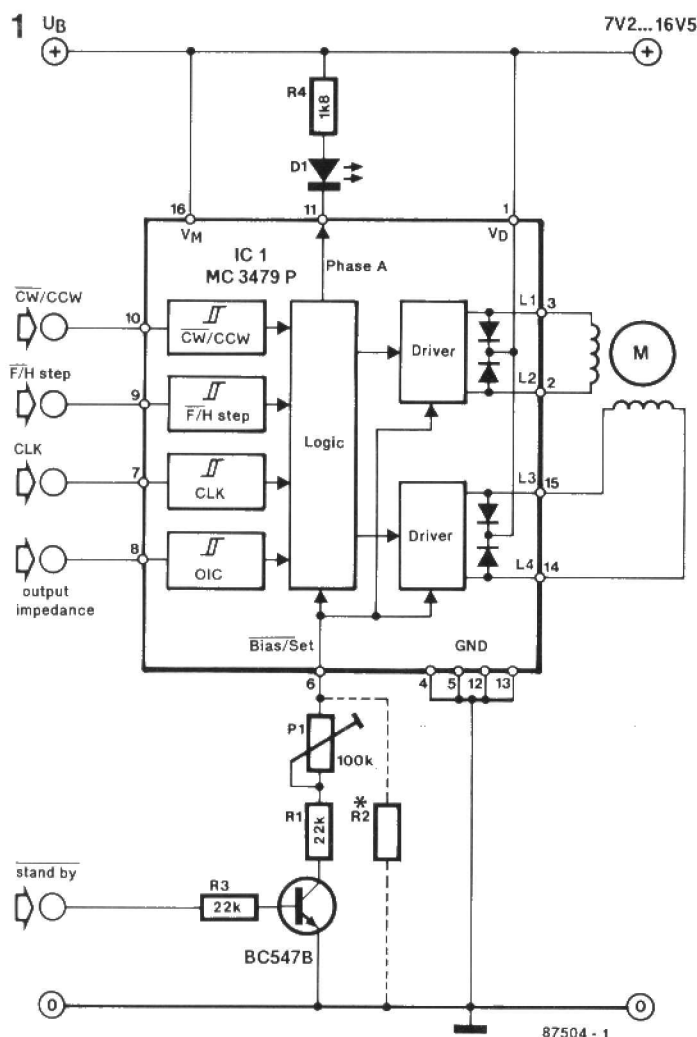 1
UB
7V2...16V5
R4
1k8
D1
16
11
1
VM
VD
IC 1
MC 3479 P
Phase A
CW/CCW
10
CW/CCW
F/H step
9
F/H step
CLK
7
CLK
output
impedance
8
OIC
Logic
Driver
Driver
L1
3
L2
2
M
L3
15
L4
14
Bias/Set
GND
6
4
5
12
13
P1
100k
R1
22k
*
R2
stand by
R3
22k
BC547B
0
0
87504 - 1